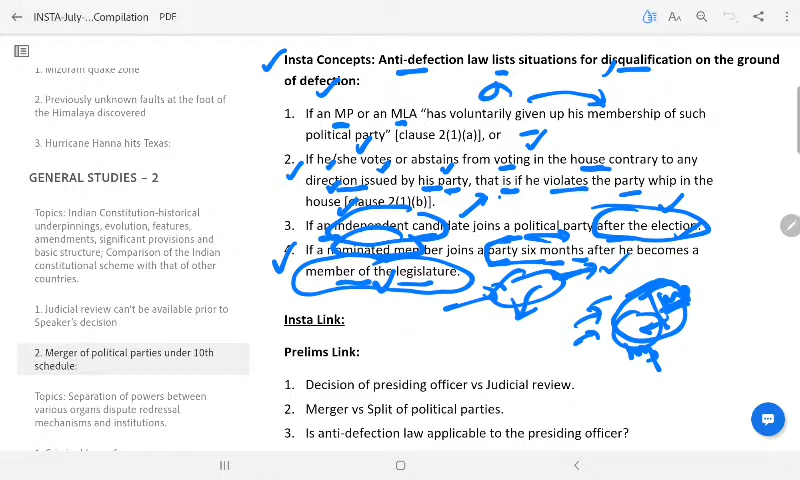 INSTA-July-...Compilation PDF
1. Mizoram quake zone
2. Previously unknown faults at the foot of
the Himalaya discovered
3. Hurricane Hanna hits Texas:
GENERAL STUDIES – 2
Topics: Indian Constitution-historical
underpinnings, evolution, features,
amendments, significant provisions and
basic structure; Comparison of the Indian
constitutional scheme with that of other
countries.
1. Judicial review can't be available prior to
Speaker's decision
2. Merger of political parties under 10th
schedule:
Topics: Separation of powers between
various organs dispute redressal
mechanisms and institutions.
Insta Concepts: Anti-defection law lists situations for disqualification on the ground
of defection:
1. If an MP or an MLA “has voluntarily given up his membership of such
political party” [clause 2(1)(a)], or
2. If he/she votes or abstains from voting in the house contrary to any
direction issued by his party, that is if he violates the party whip in the
house [clause 2(1)(b)].
3. If an independent candidate joins a political party after the election.
4. If a nominated member joins a party six months after he becomes a
member of the legislature.
Insta Link:
Prelims Link:
1. Decision of presiding officer vs Judicial review.
2. Merger vs Split of political parties.
3. Is anti-defection law applicable to the presiding officer?